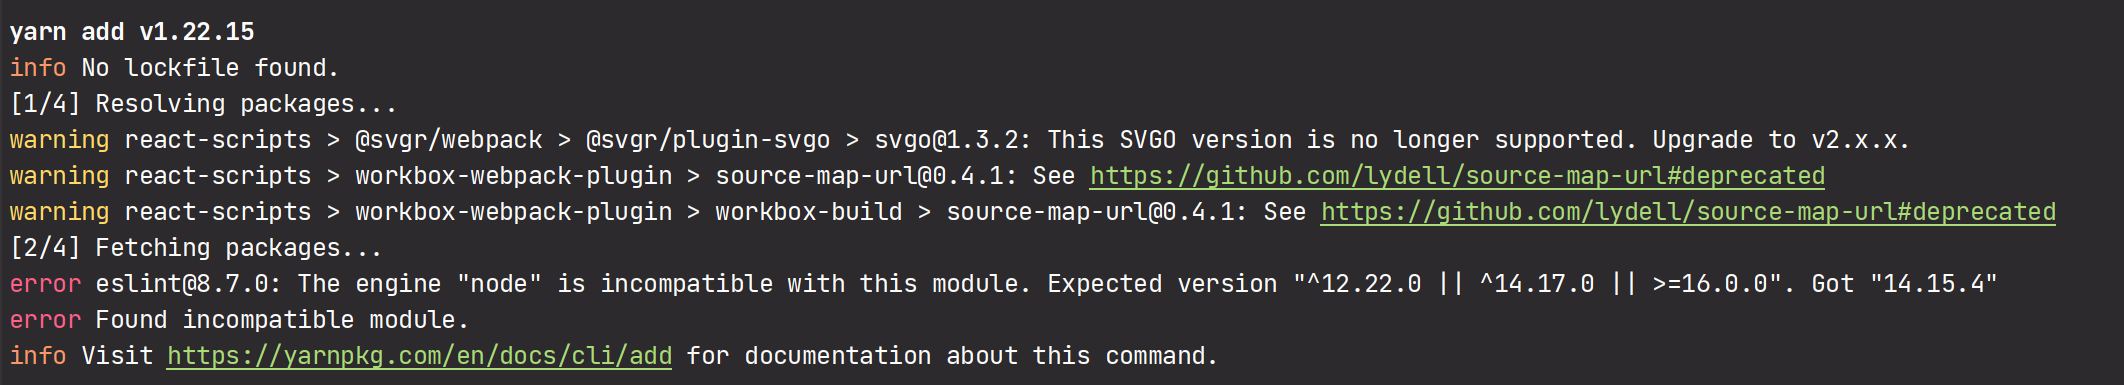 yarn add v1.22.15
info No lockfile found.
[1/4] Resolving packages...
warning react-scripts > @svgr/webpack > @svgr/plugin-svgo > svgo@1.3.2: This SVGO version is no longer supported. Upgrade to v2.x.x.
warning react-scripts > workbox-webpack-plugin > source-map-url@0.4.1: See https://github.com/lydell/source-map-url#deprecated
warning react-scripts > workbox-webpack-plugin > workbox-build > source-map-url@0.4.1: See https://github.com/lydell/source-map-url#deprecated
[2/4] Fetching packages...
error eslint@8.7.0: The engine "node" is incompatible with this module. Expected version "^12.22.0 || ^14.17.0 || >=16.0.0". Got "14.15.4"
error Found incompatible module.
info Visit https://yarnpkg.com/en/docs/cli/add for documentation about this command.